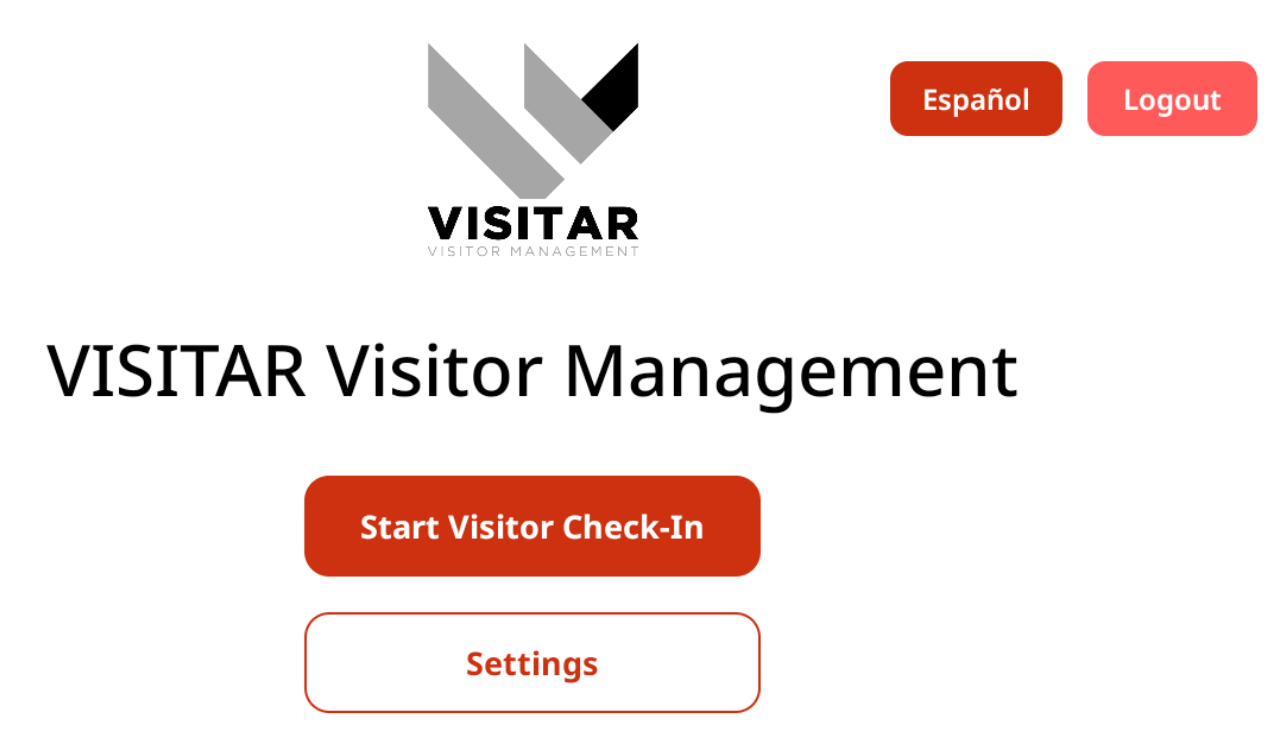 Español
Logout
VISITAR
VISITOR MANAGEMENT
VISITAR Visitor Management
Start Visitor Check-In
Settings